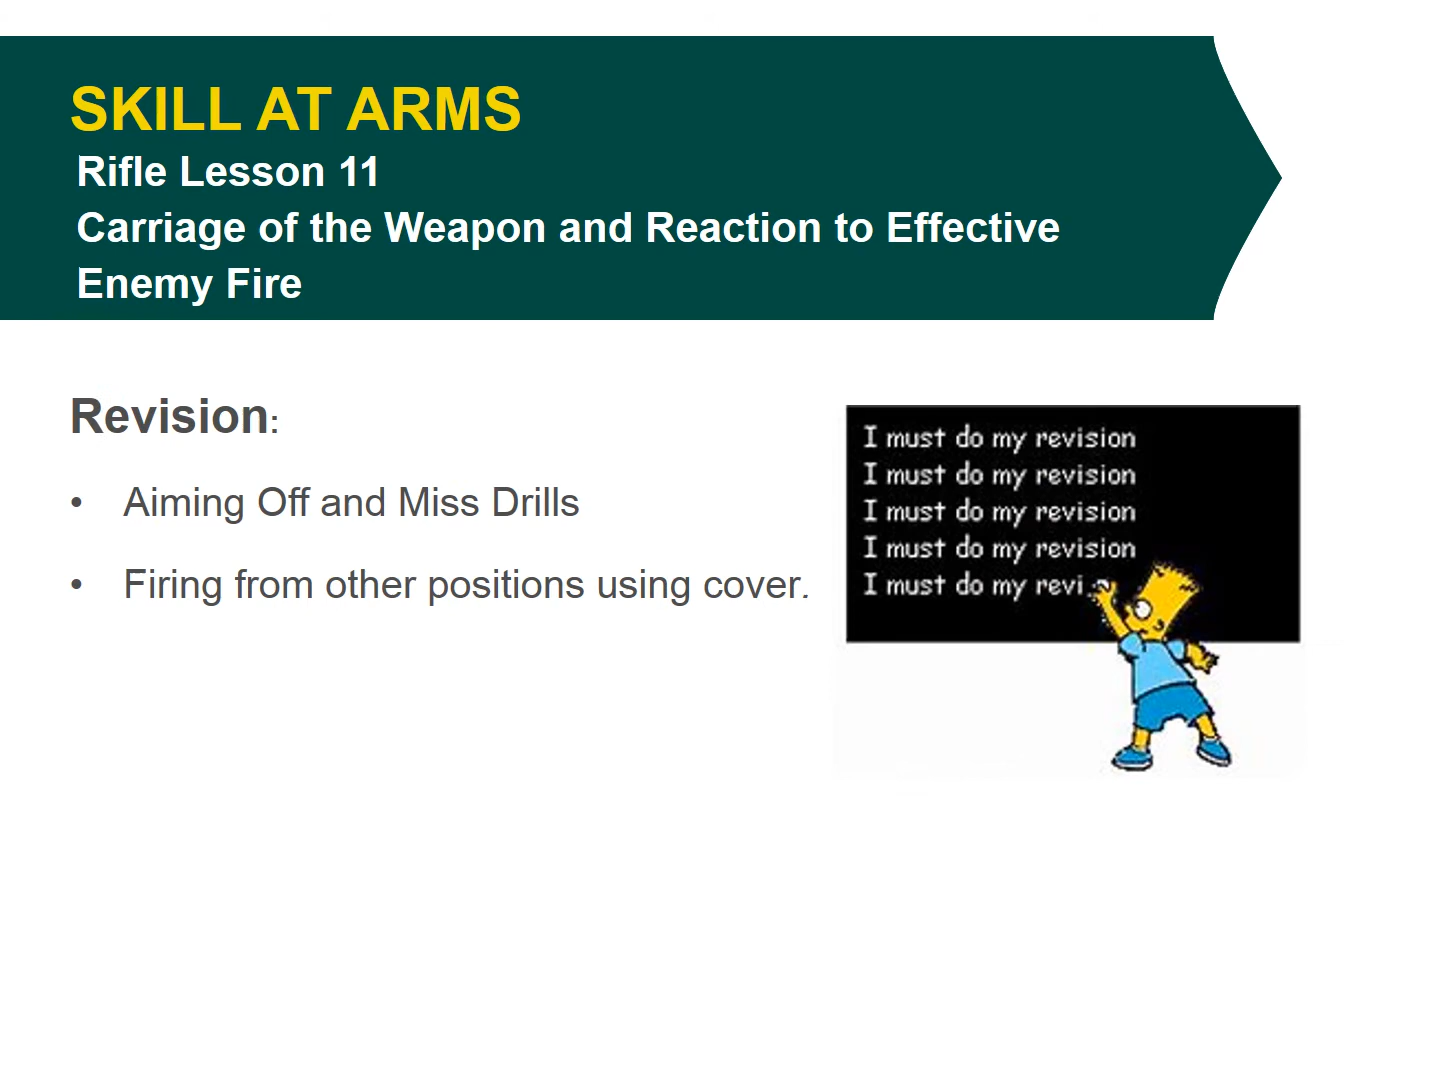 SKILL AT ARMS
Rifle Lesson 11
Carriage of the Weapon and Reaction to Effective
Enemy Fire
Revision:
• Aiming Off and Miss Drills
• Firing from other positions using cover.
I must do my revision
I must do my revision
I must do my revision
I must do my revision
I must do my revi